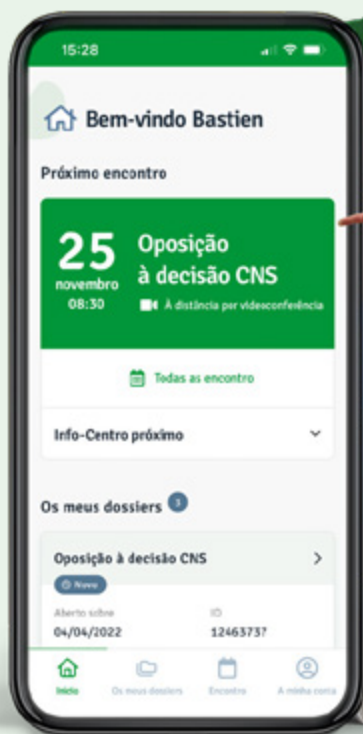 15:28
Bem-vindo Bastien
Próximo encontro
25
novembro
08:30
Oposição
à decisão CNS
À distância por videoconferência
Todas as encontro
Info-Centro próximo
Os meus dossiers 3
Oposição à decisão CNS
Novo
Aberto sobre
04/04/2022
ID
12463737
Início
Os meus dossiers
Encontro
A minha conta